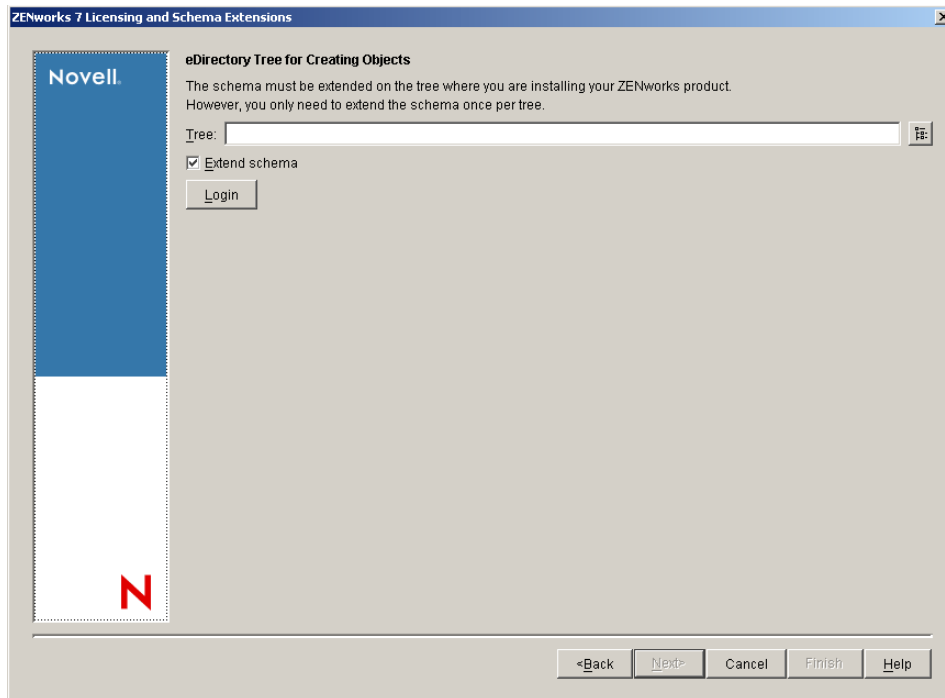 ZENworks 7 Licensing and Schema Extensions
Novell.
eDirectory Tree for Creating Objects
The schema must be extended on the tree where you are installing your ZENworks product.
However, you only need to extend the schema once per tree.
Tree:
Extend schema
Login
N
<Back
Next>
Cancel
Finish
Help